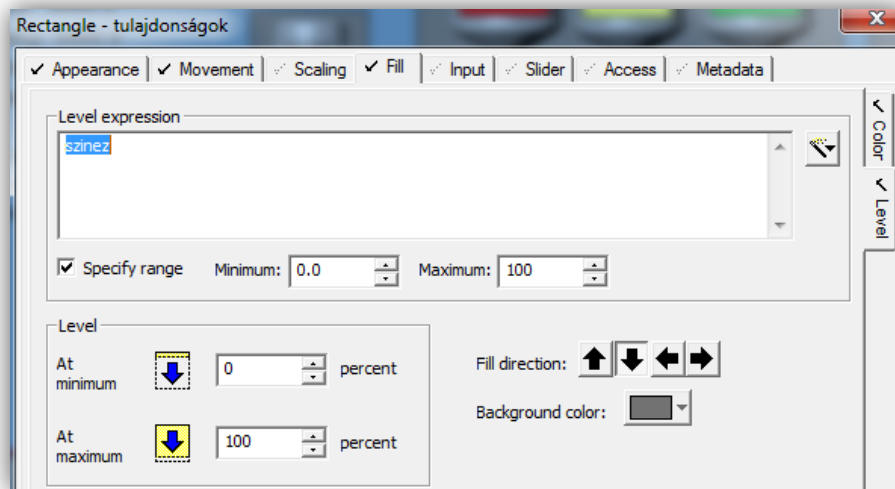 Rectangle - tulajdonságok
Appearance Movement Scaling Fill Input Slider Access Metadata
Level expression
szinez
Color
Level
Specify range Minimum: 0.0 Maximum: 100
Level
At minimum 0 percent
Fill direction:
Background color:
At maximum 100 percent